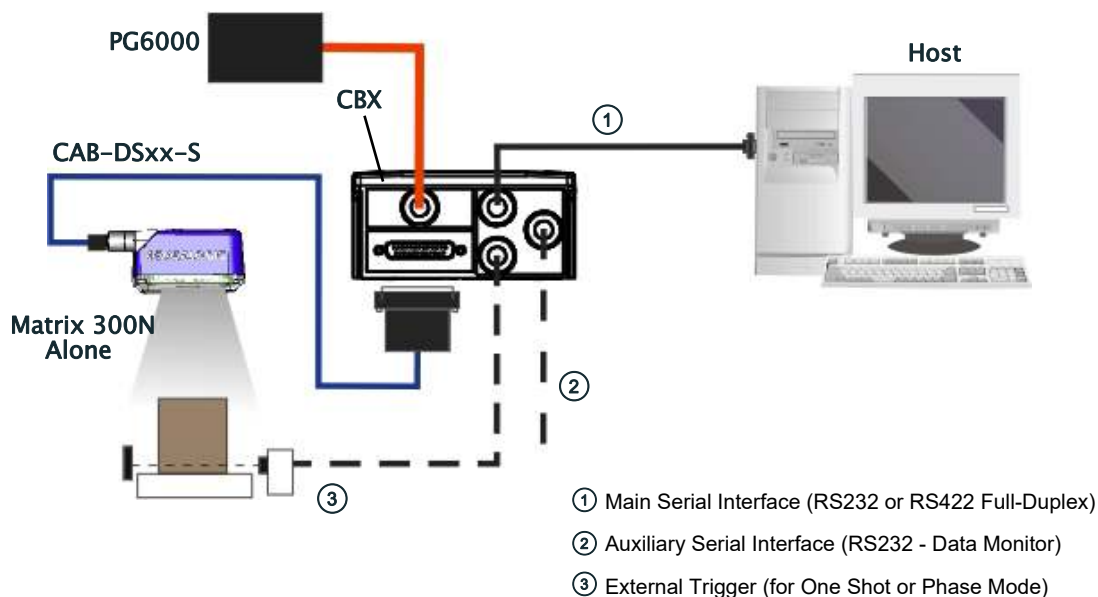 PG6000
Host
CBX
①
CAB-DSxx-S
Matrix 300N
Alone
②
③
① Main Serial Interface (RS232 or RS422 Full-Duplex)
② Auxiliary Serial Interface (RS232 - Data Monitor)
③ External Trigger (for One Shot or Phase Mode)